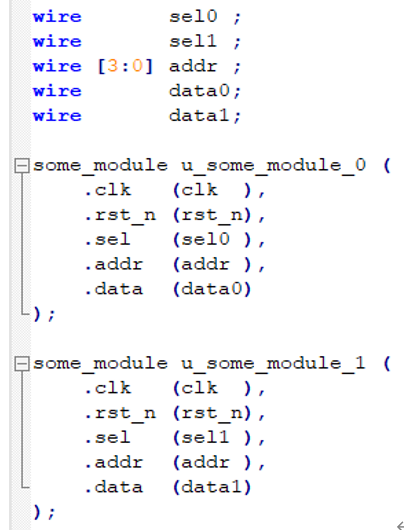 wire       sel0 ;
wire       sel1 ;
wire [3:0] addr ;
wire       data0;
wire       data1;

some_module u_some_module_0 (
    .clk   (clk  ),
    .rst_n (rst_n),
    .sel   (sel0 ),
    .addr  (addr ),
    .data  (data0)
);

some_module u_some_module_1 (
    .clk   (clk  ),
    .rst_n (rst_n),
    .sel   (sel1 ),
    .addr  (addr ),
    .data  (data1)
);